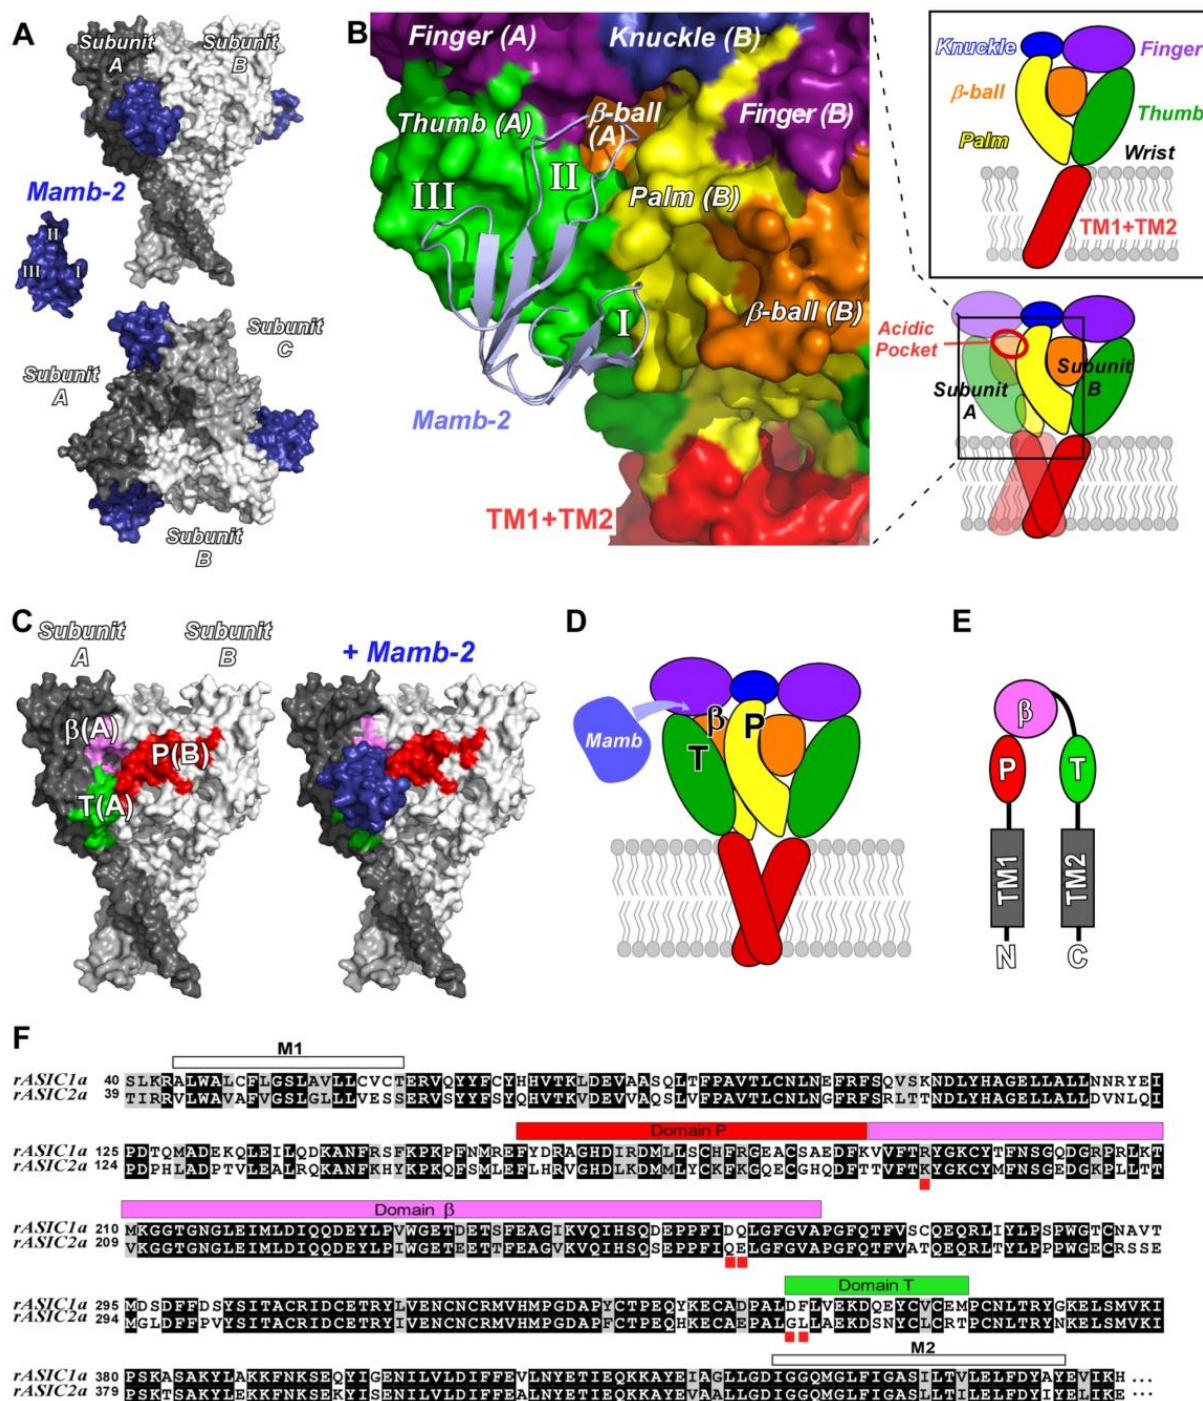 A
Subunit
A
Subunit
B
Mamb-2
II
III
I
Subunit
C
Subunit
A
Subunit
B
B
Finger (A)
Knuckle (B)
Thumb (A)
β-ball
(A)
Finger (B)
III
II
Palm (B)
I
β-ball (B)
Mamb-2
TM1+TM2
Knuckle
Finger
β-ball
Thumb
Palm
Wrist
TM1+TM2
Acidic
Pocket
Subunit
A
Subunit
B
C
Subunit
A
Subunit
B
β(A)
P(B)
T(A)
+ Mamb-2
D
Mamb
β
P
T
E
β
P
T
TM1
TM2
N
C
F
M1
rASIC1a 40 SLKRALWALCFLGSLAVLLCVCTERVQYYFCYHHVTKLDEVAASQLTFPAVTLCNLNEFRFSQVSKNDLYHAGELLALLNNRYEI
rASIC2a 39 TIRRVLWAVAFVGSLGLLLVESSERVSYYFSYQHVTKVDEVVAQSLVFPAVTLCNLNGFRFSRLTTNDLYHAGELLALLDVNLQI
Domain P
rASIC1a 125 PDTQMADEKQLEILQDKANFRSFKPKPFNMREFYDRAGHDIRDMLLSCHFRGEACSAEDFKVVFTRYGKCYTFNSGQDGRPRLKT
rASIC2a 124 PDPHLADPTVLEALRQKANFKHYKPKQFSMLEFLHRVGHDLKDMMLYCKFKGQECGHQDFTTVFTKYGKCYMFNSGEDGKPLLTT
Domain β
rASIC1a 210 MKGGTGNGLEIMLDIQQDEYLPVWGETDETSFEAGIKVQIHSQDEPPFIDQLGFGVAPGFQTFVSCQEQRLIYLPSPWGTCNAVT
rASIC2a 209 VKGGTGNGLEIMLDIQQDEYLPIWGETEETTFEAGVKVQIHSQSEPPFIQELGFGVAPGFQTFVATQEQRLTYLPPPWGECRSSE
Domain T
rASIC1a 295 MDSDFFDSYSITACRIDCETRYLVENCNCRMVHMPGDAPYCTPEQYKECADPALDFLVEKDQEYCVCEMPCNLTRYGKELSMVKI
rASIC2a 294 MGLDFFPVYSITACRIDCETRYIVENCNCRMVHMPGDAPFCTPEQHKECAEPALGLLAEKDSNYCLCRTPCNLTRYNKELSMVKI
M2
rASIC1a 380 PSKASAKYLAKKFNKSEQYIGENILVLDIFFEVLNYETIEQKKAYEIAGLLGDIGGQMGLFIGASILTVLELFDYAYEVIKH ...
rASIC2a 379 PSKTSAKYLEKKFNKSEKYISENILVLDIFFEALNYETIEQKKAYEVAALLGDIGGQMGLFIGASLLTILELFDYIYELIKE ...